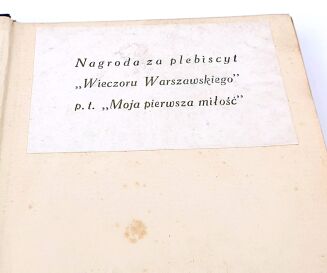 Nagroda za plebiscyt
„Wieczoru Warszawskiego"
p. t. „Moja pierwsza miłość"